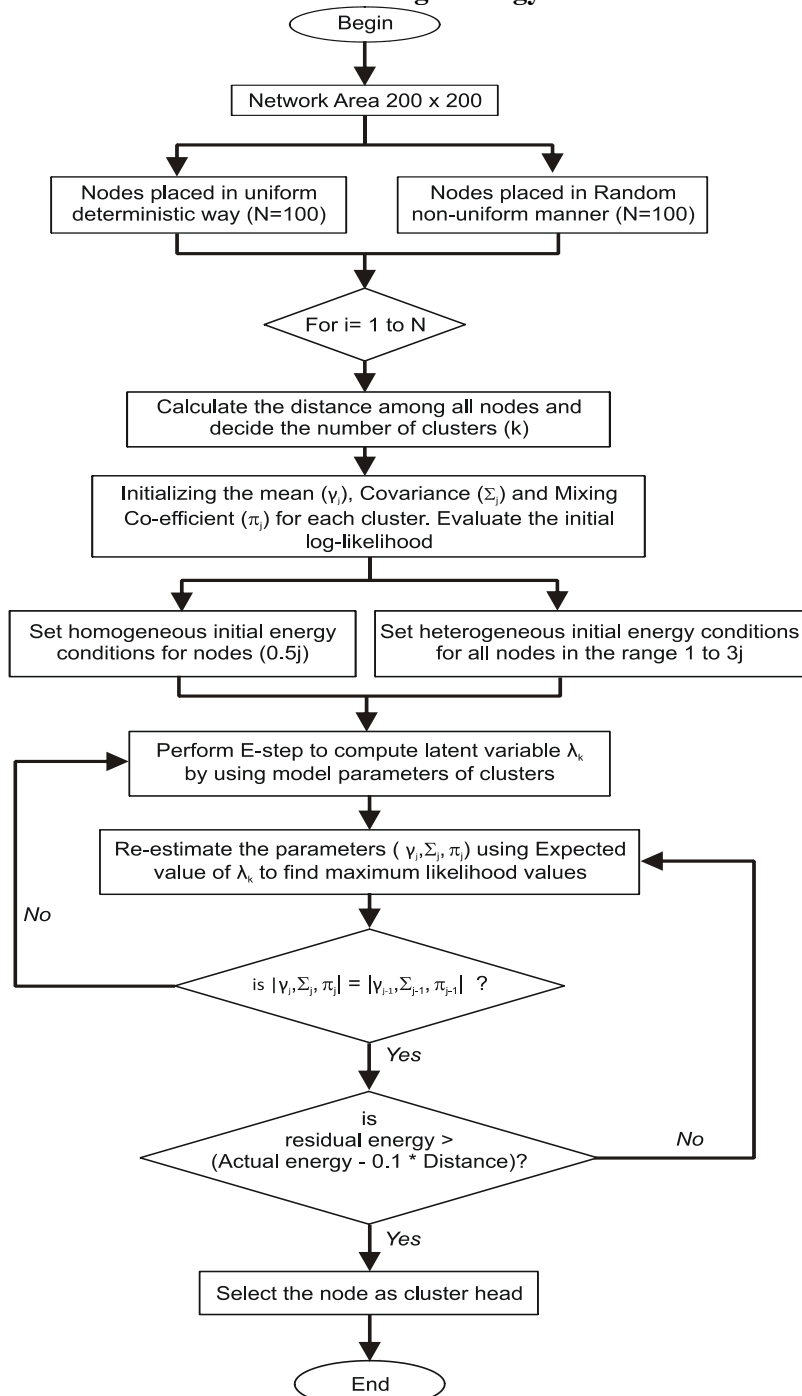 Begin
Network Area 200 x 200
Nodes placed in uniform
deterministic way (N=100)
Nodes placed in Random
non-uniform manner (N=100)
For i= 1 to N
Calculate the distance among all nodes and
decide the number of clusters (k)
Initializing the mean (γⱼ), Covariance (Σⱼ) and Mixing
Co-efficient (πⱼ) for each cluster. Evaluate the initial
log-likelihood
Set homogeneous initial energy
conditions for nodes (0.5j)
Set heterogeneous initial energy conditions
for all nodes in the range 1 to 3j
Perform E-step to compute latent variable λₖ
by using model parameters of clusters
Re-estimate the parameters ( γⱼ,Σⱼ, πⱼ) using Expected
value of λₖ to find maximum likelihood values
No
is |γⱼ,Σⱼ, πⱼ| = |γⱼ₋₁,Σⱼ₋₁, πⱼ₋₁| ?
Yes
is
residual energy >
(Actual energy - 0.1 * Distance)?
No
Yes
Select the node as cluster head
End